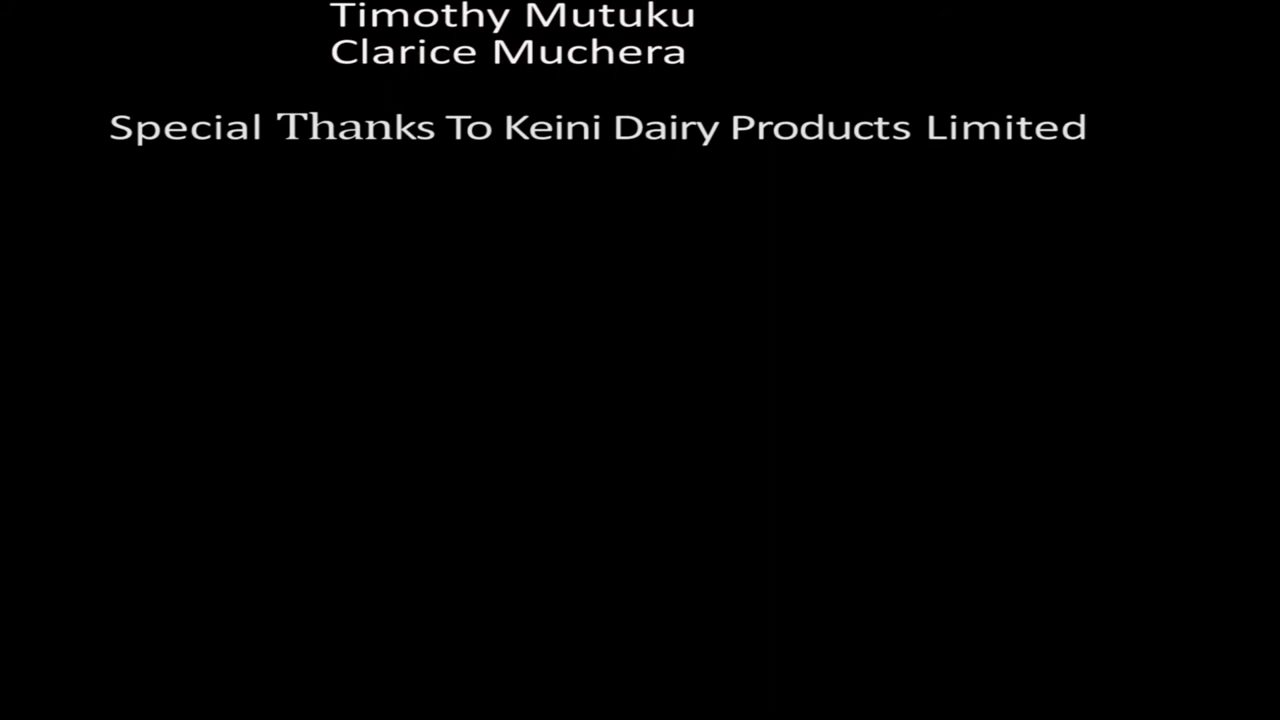 Timothy Mutuku
Clarice Muchera
Special Thanks To Keini Dairy Products Limited